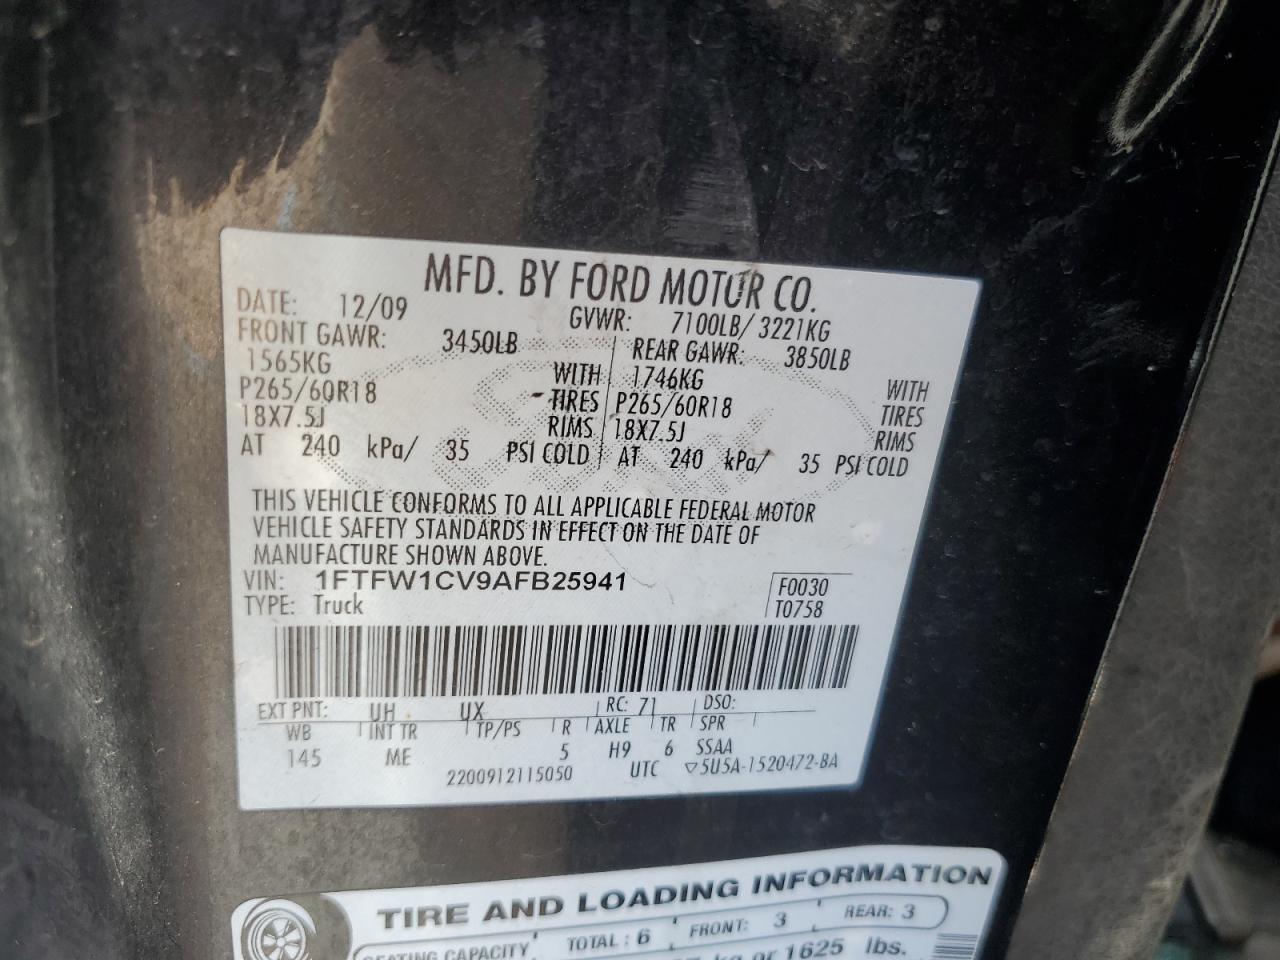 MFD. BY FORD MOTOR CO.
DATE: 12/09 GVWR: 7100LB/ 3221KG
FRONT GAWR: 3450LB REAR GAWR: 3850LB
1565KG WITH 1746KG WITH
P265/60R18 TIRES P265/60R18 TIRES
18X7.5J RIMS 18X7.5J RIMS
AT 240 kPa/ 35 PSI COLD AT 240 kPa/ 35 PSI COLD
THIS VEHICLE CONFORMS TO ALL APPLICABLE FEDERAL MOTOR
VEHICLE SAFETY STANDARDS IN EFFECT ON THE DATE OF
MANUFACTURE SHOWN ABOVE.
VIN: 1FTFW1CV9AFB25941 F0030
TYPE: Truck T0758
EXT PNT: UH UX RC: 71 DSO:
WB INT TR TP/PS R AXLE TR SPR
145 ME 5 H9 6 SSAA
2200912115050 UTC ▽5U5A-1520472-BA
TIRE AND LOADING INFORMATION
SEATING CAPACITY TOTAL : 6 FRONT: 3 REAR: 3
kg or 1625 lbs.